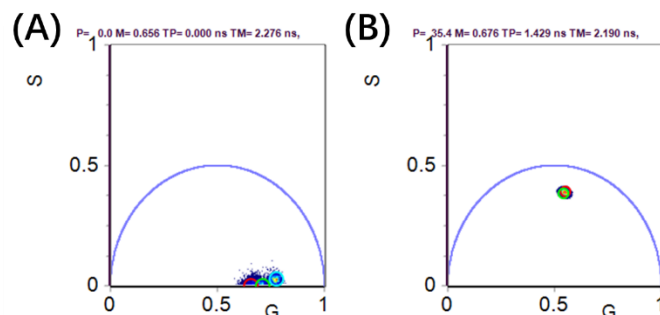 (A)
P= 0.0 M= 0.656 TP= 0.000 ns TM= 2.276 ns,
1
S
0.5
0
0
0.5
1
G
(B)
P= 35.4 M= 0.676 TP= 1.429 ns TM= 2.190 ns,
1
S
0.5
0
0
0.5
1
G